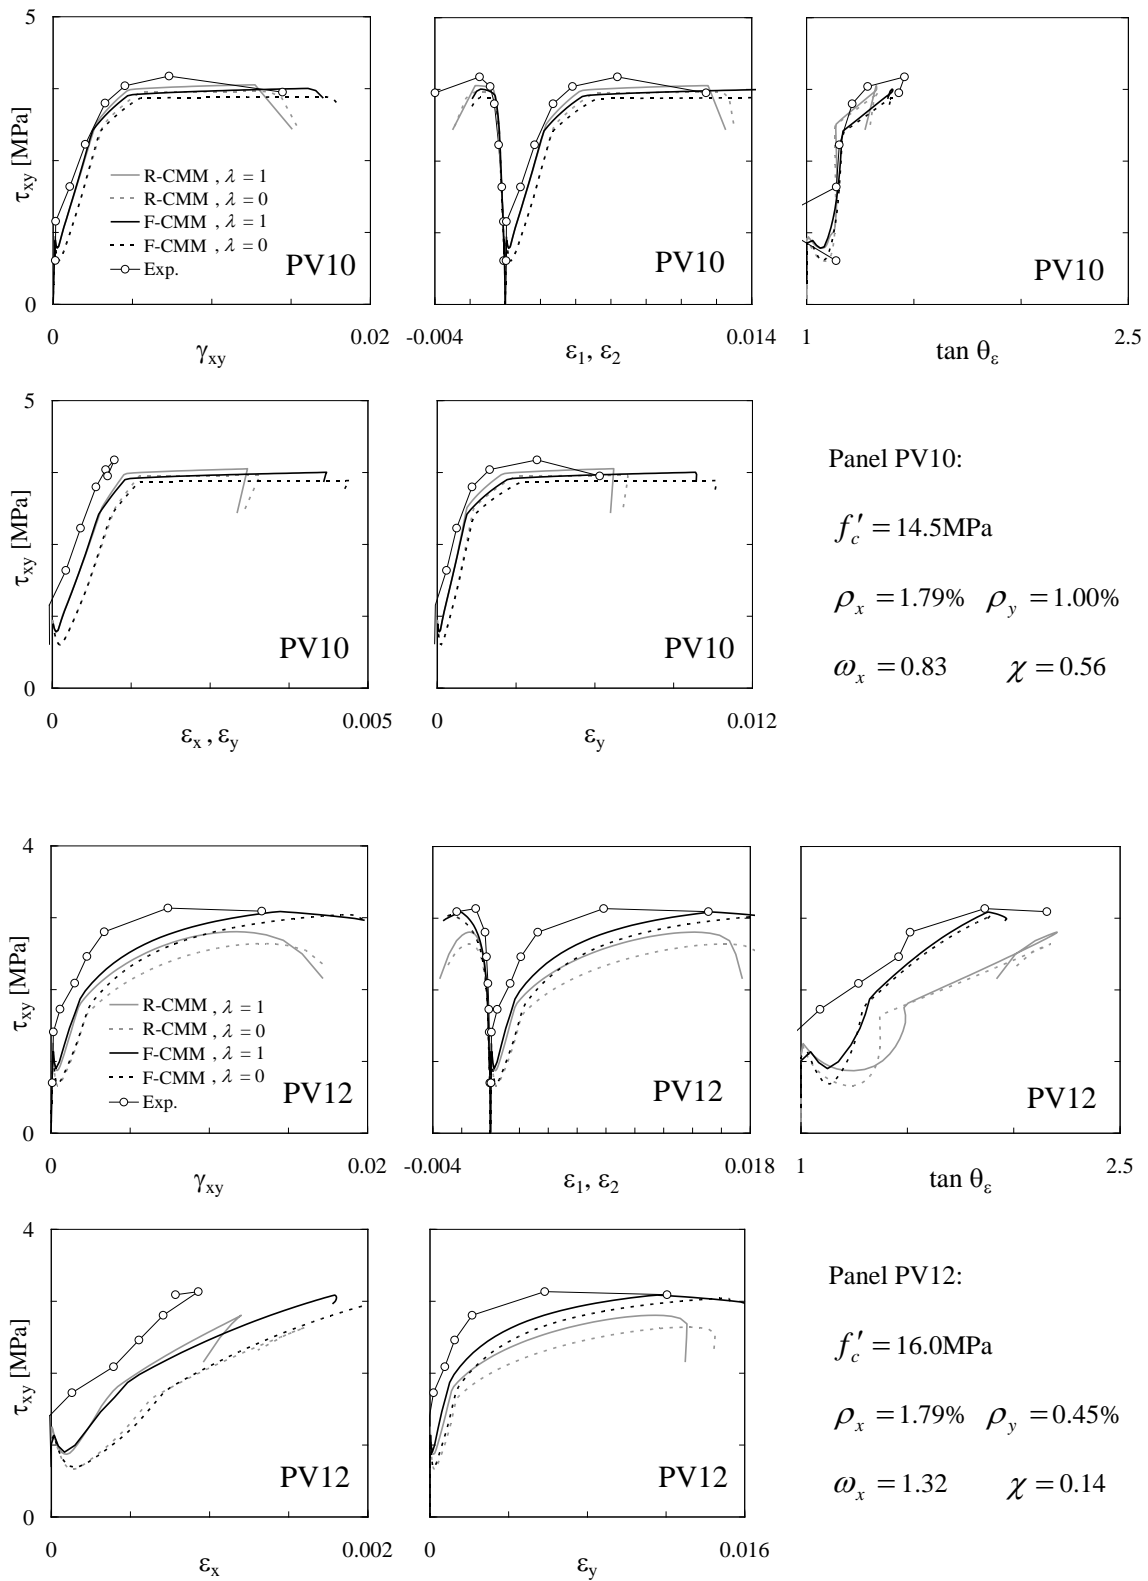 5
τxy [MPa]
R-CMM , λ = 1
R-CMM , λ = 0
F-CMM , λ = 1
F-CMM , λ = 0
Exp.
PV10
PV10
PV10
0
0 0.02
γxy
-0.004 0.014
ε1, ε2
1 2.5
tan θε
5
τxy [MPa]
PV10
PV10
0
0 0.005
εx , εy
0 0.012
εy
Panel PV10:
f′c = 14.5MPa
ρx = 1.79% ρy = 1.00%
ωx = 0.83 χ = 0.56
4
τxy [MPa]
R-CMM , λ = 1
R-CMM , λ = 0
F-CMM , λ = 1
F-CMM , λ = 0
Exp.
PV12
PV12
PV12
0
0 0.02
γxy
-0.004 0.018
ε1, ε2
1 2.5
tan θε
4
τxy [MPa]
PV12
PV12
0
0 0.002
εx
0 0.016
εy
Panel PV12:
f′c = 16.0MPa
ρx = 1.79% ρy = 0.45%
ωx = 1.32 χ = 0.14